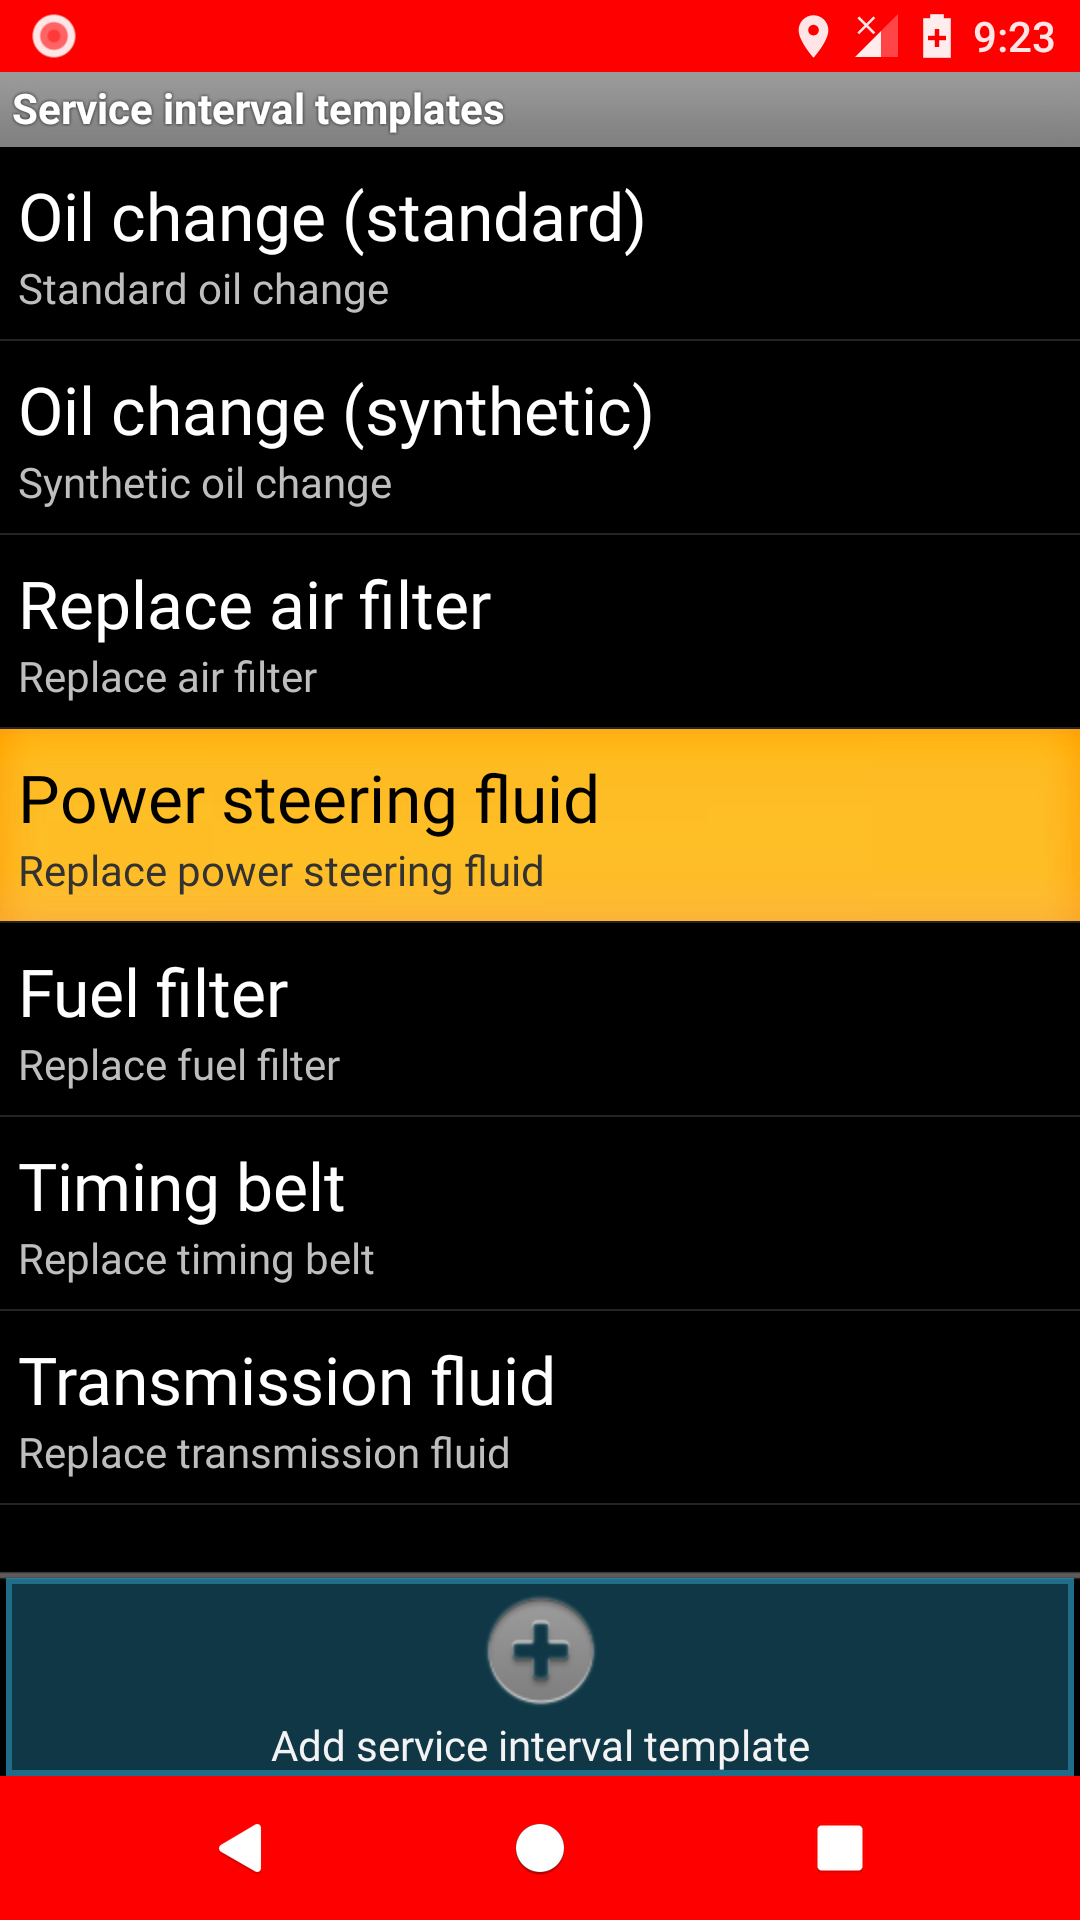 9:23
Service interval templates
Oil change (standard)
Standard oil change
Oil change (synthetic)
Synthetic oil change
Replace air filter
Replace air filter
Power steering fluid
Replace power steering fluid
Fuel filter
Replace fuel filter
Timing belt
Replace timing belt
Transmission fluid
Replace transmission fluid
Add service interval template